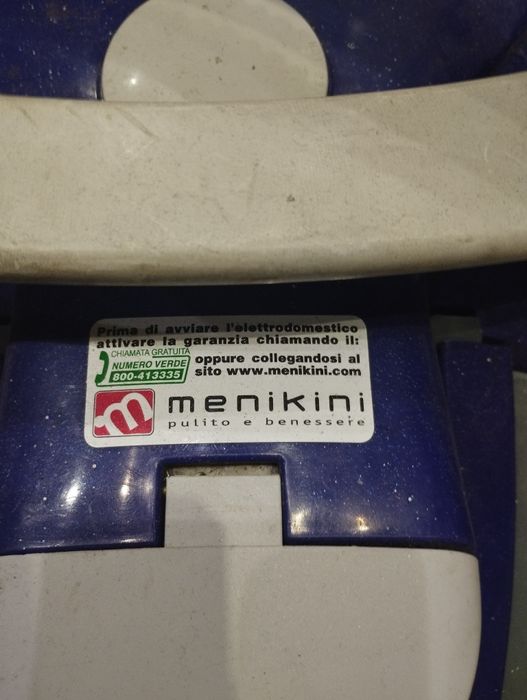 Prima di avviare l'elettrodomestico
attivare la garanzia chiamando il:
CHIAMATA GRATUITA
NUMERO VERDE
800-413335
oppure collegandosi al
sito www.menikini.com
m menikini
pulito e benessere